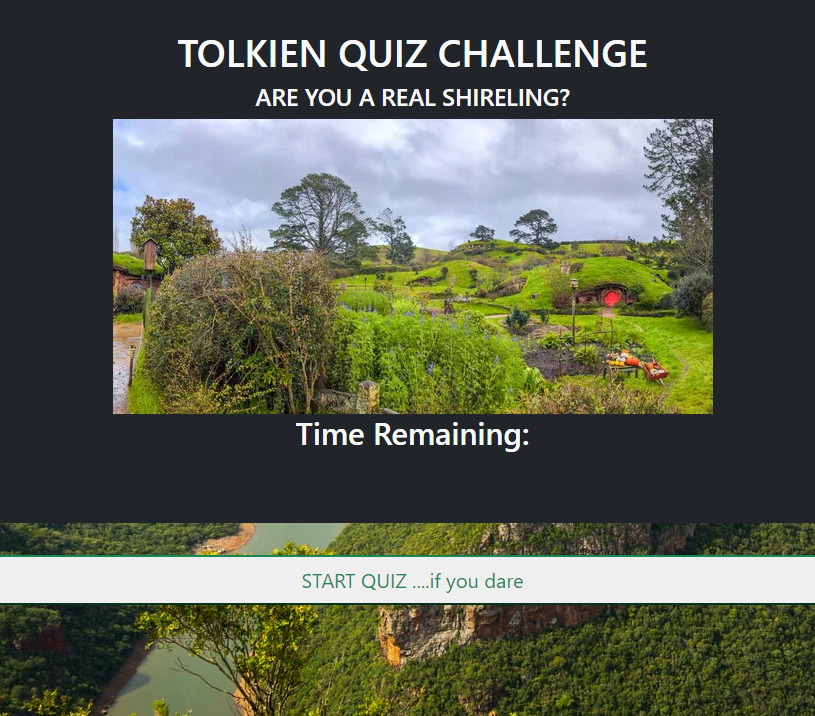 TOLKIEN QUIZ CHALLENGE
ARE YOU A REAL SHIRELING?
Time Remaining:
START QUIZ ....if you dare